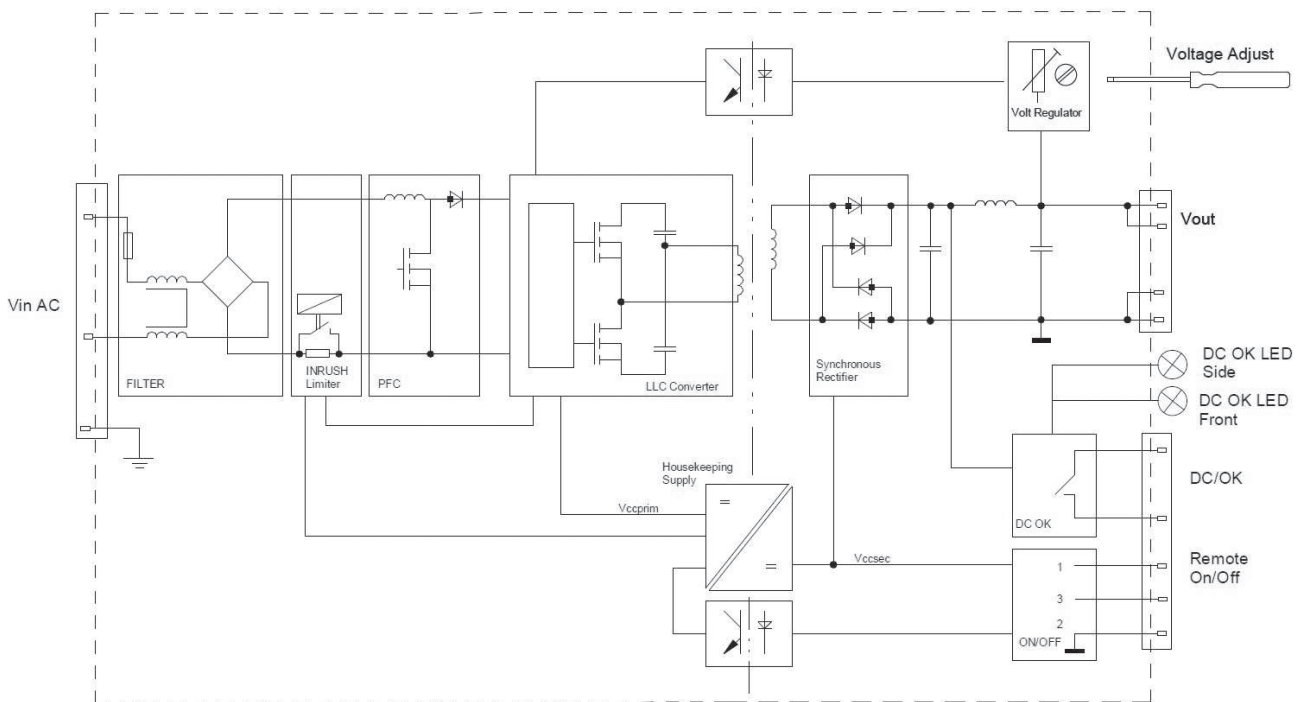 Voltage Adjust
Volt Regulator
Vout
Vin AC
FILTER
INRUSH
Limiter
PFC
LLC Converter
Synchronous
Rectifier
DC OK LED
Side
DC OK LED
Front
Housekeeping
Supply
Vccprim
DC OK
DC/OK
Vccsec
1
3
2
ON/OFF
Remote
On/Off